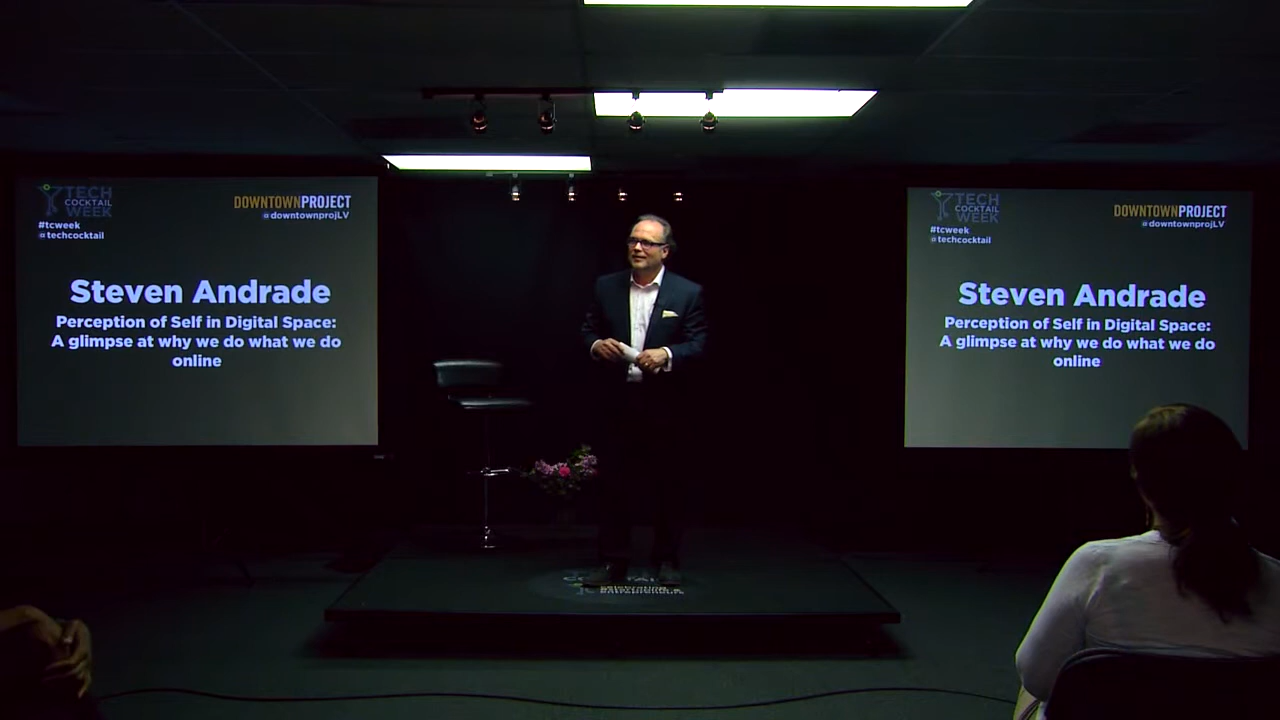 TECH
COCKTAIL
WEEK
#tcweek
@techcocktail
DOWNTOWNPROJECT
@downtownprojLV
Steven Andrade
Perception of Self in Digital Space:
A glimpse at why we do what we do
online
TECH
COCKTAIL
WEEK
#tcweek
@techcocktail
DOWNTOWNPROJECT
@downtownprojLV
Steven Andrade
Perception of Self in Digital Space:
A glimpse at why we do what we do
online